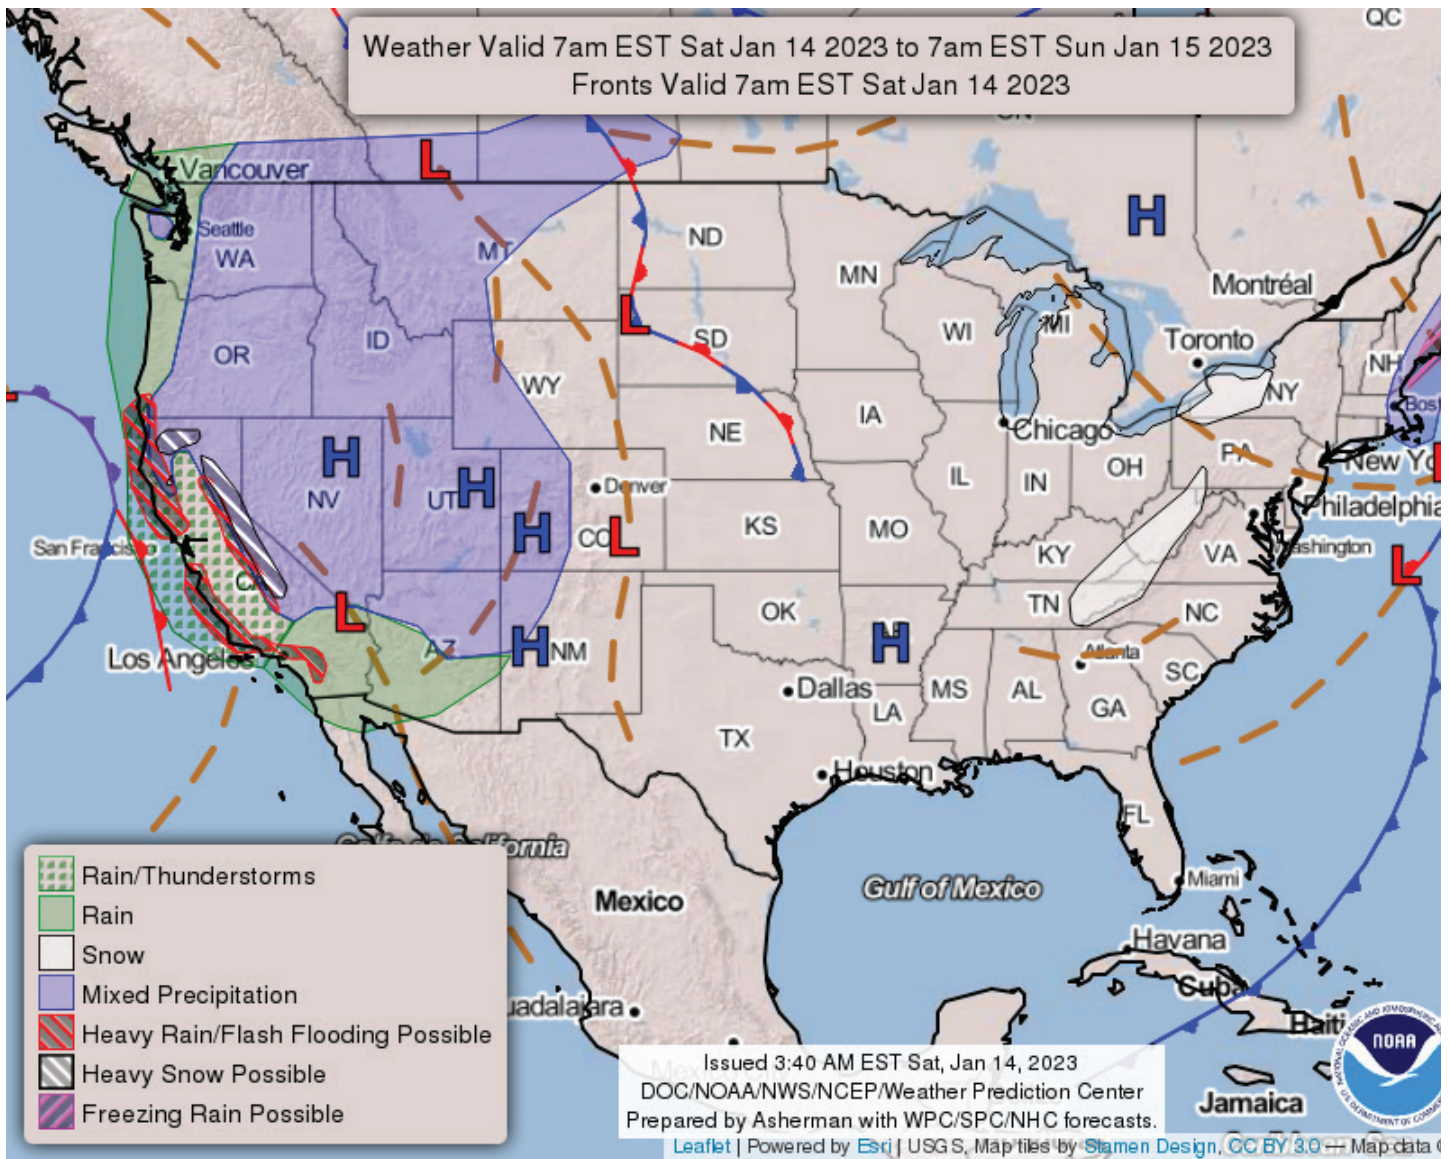 QC
Weather Valid 7am EST Sat Jan 14 2023 to 7am EST Sun Jan 15 2023
Fronts Valid 7am EST Sat Jan 14 2023
Vancouver
L
H
Seattle
WA
MT
ND
MN
Montréal
L
SD
WI
MI
Toronto
NH
OR
ID
WY
NY
Bost
NE
IA
Chicago
PA
New Yo
H
NV
UT
H
Denver
IL
IN
OH
Philadelphia
H
CO
L
KS
MO
KY
VA
Washington
San Francisco
L
L
OK
TN
NC
H
H
NM
AZ
Los Angeles
Atlanta
SC
Dallas
LA
MS
AL
GA
TX
Houston
FL
Miami
Gulf of Mexico
Mexico
Havana
Cuba
Haiti
Jamaica
Rain/Thunderstorms
Rain
Snow
Mixed Precipitation
Heavy Rain/Flash Flooding Possible
Heavy Snow Possible
Freezing Rain Possible
uadalajara
Issued 3:40 AM EST Sat, Jan 14, 2023
DOC/NOAA/NWS/NCEP/Weather Prediction Center
Prepared by Asherman with WPC/SPC/NHC forecasts.
Leaflet | Powered by Esri | USGS, Map tiles by Stamen Design, CC BY 3.0 — Map data ©
NOAA